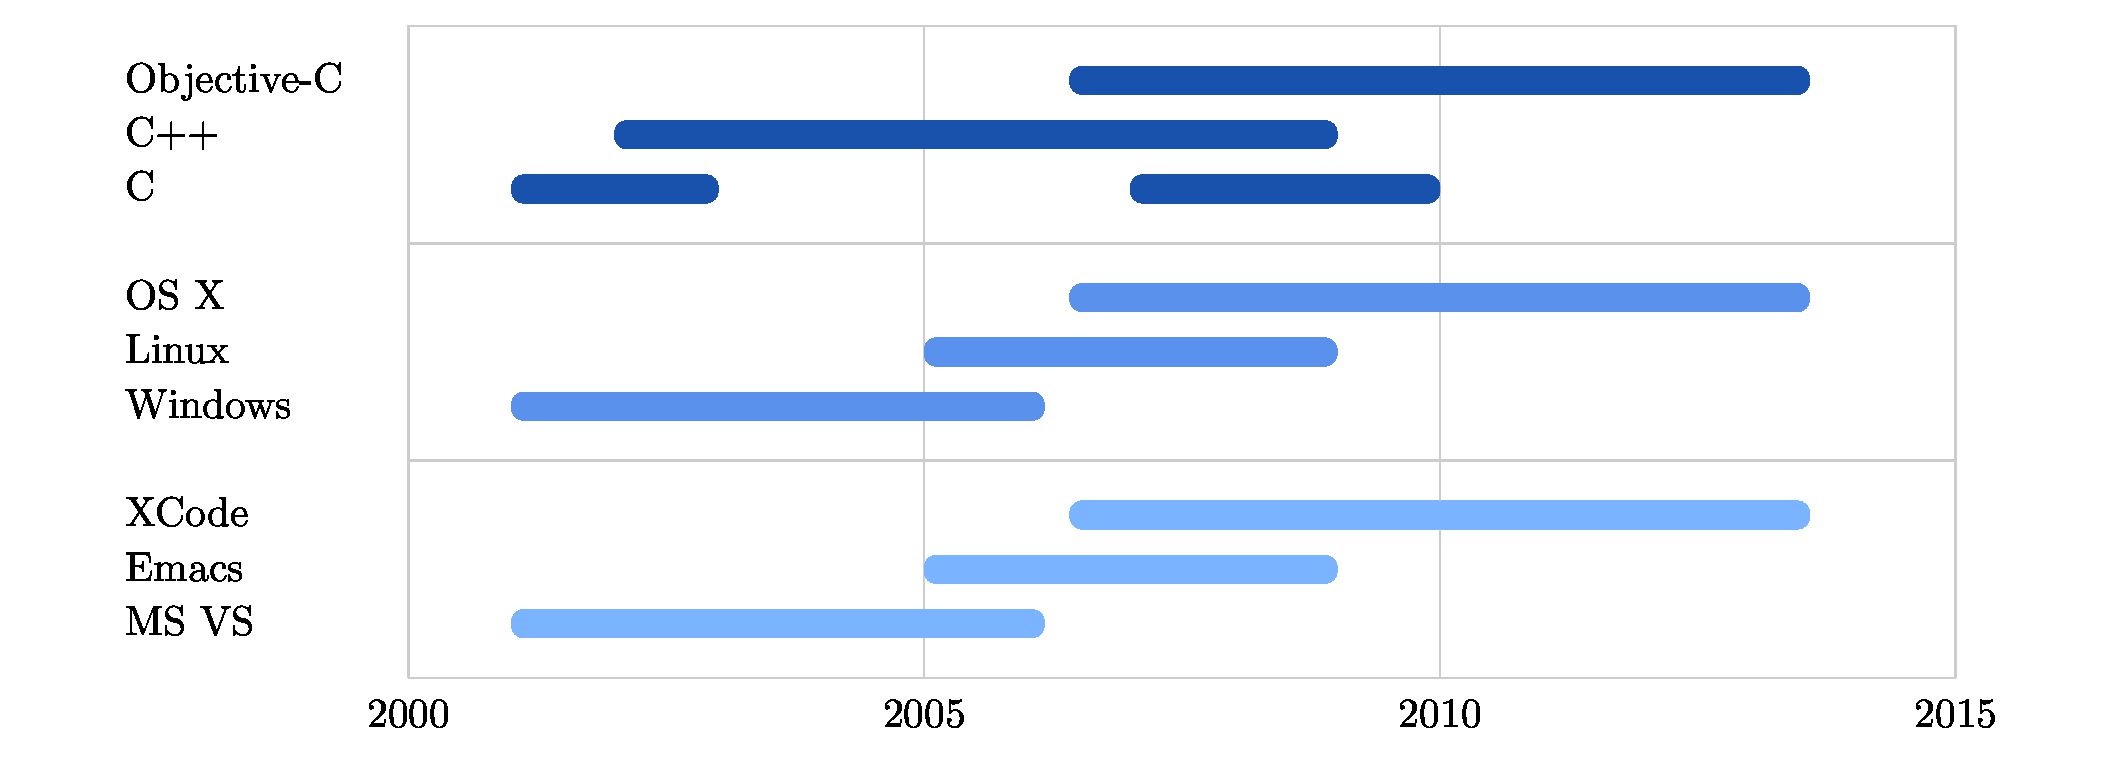 Objective-C
C++
C
OS X
Linux
Windows
XCode
Emacs
MS VS
2000 2005 2010 2015